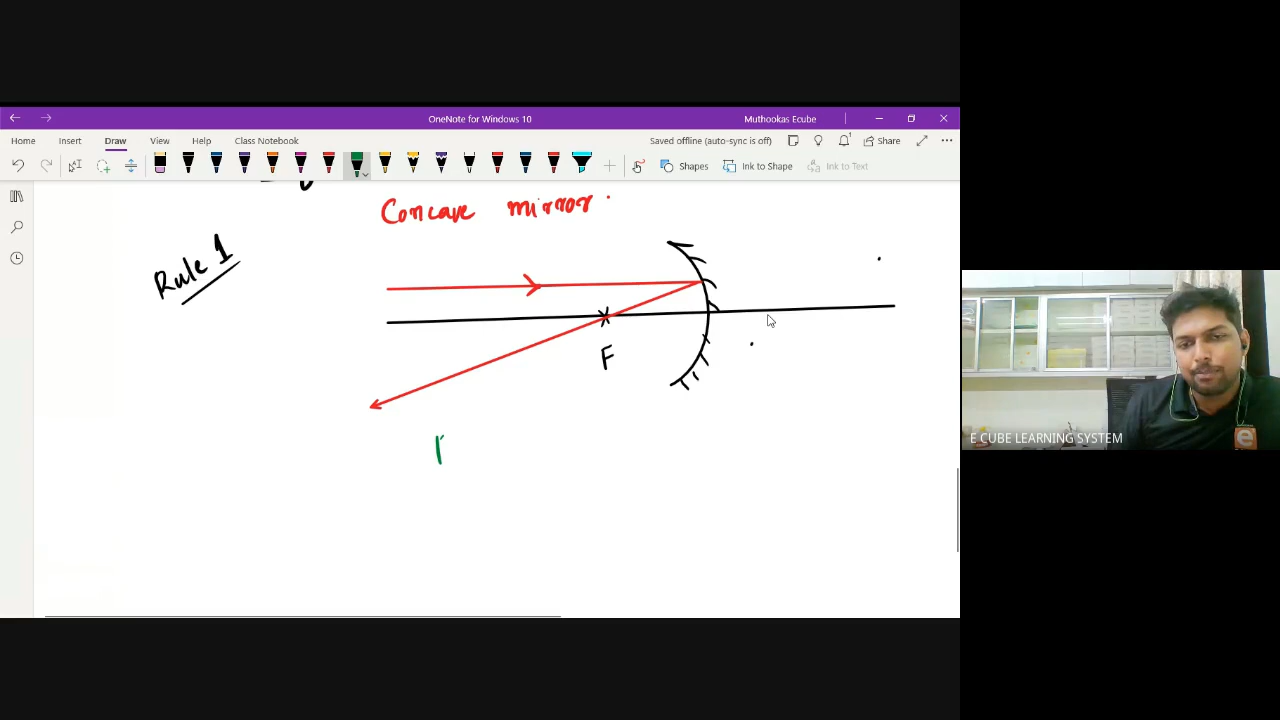 OneNote for Windows 10
Muthookas Ecube
Home Insert Draw View Help Class Notebook
Saved offline (auto-sync is off)
Share
Shapes
Ink to Shape
Ink to Text
Concave mirror.
Rule 1
F
E CUBE LEARNING SYSTEM
e